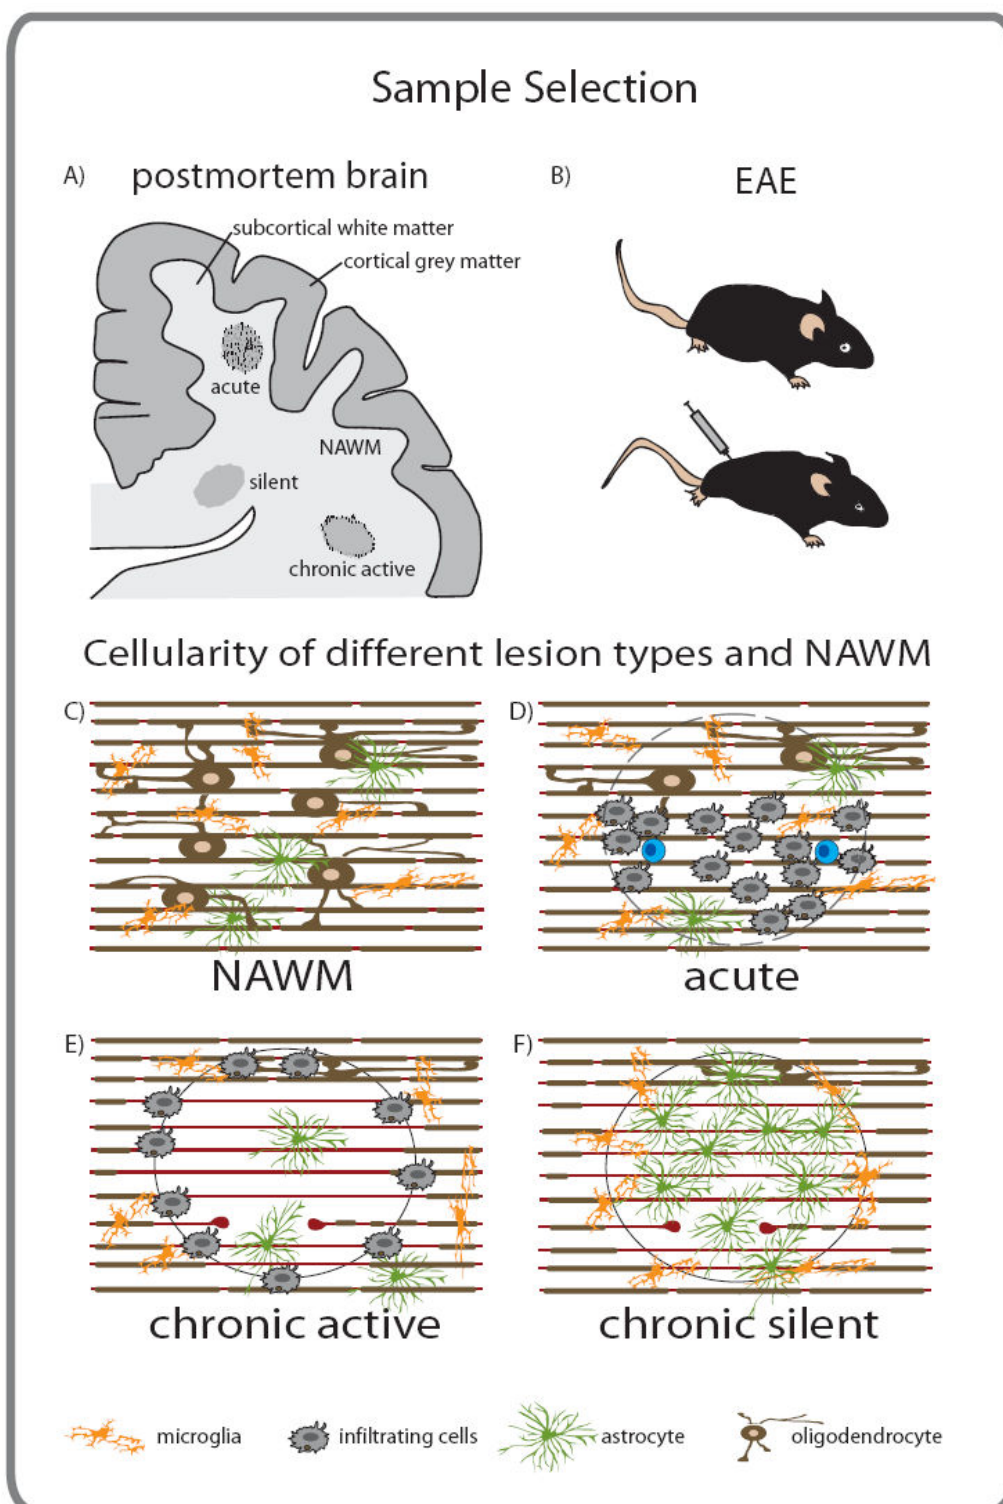 Sample Selection
A) postmortem brain
B) EAE
subcortical white matter
cortical grey matter
acute
NAWM
silent
chronic active
Cellularity of different lesion types and NAWM
C)
D)
NAWM
acute
E)
F)
chronic active
chronic silent
microglia
infiltrating cells
astrocyte
oligodendrocyte